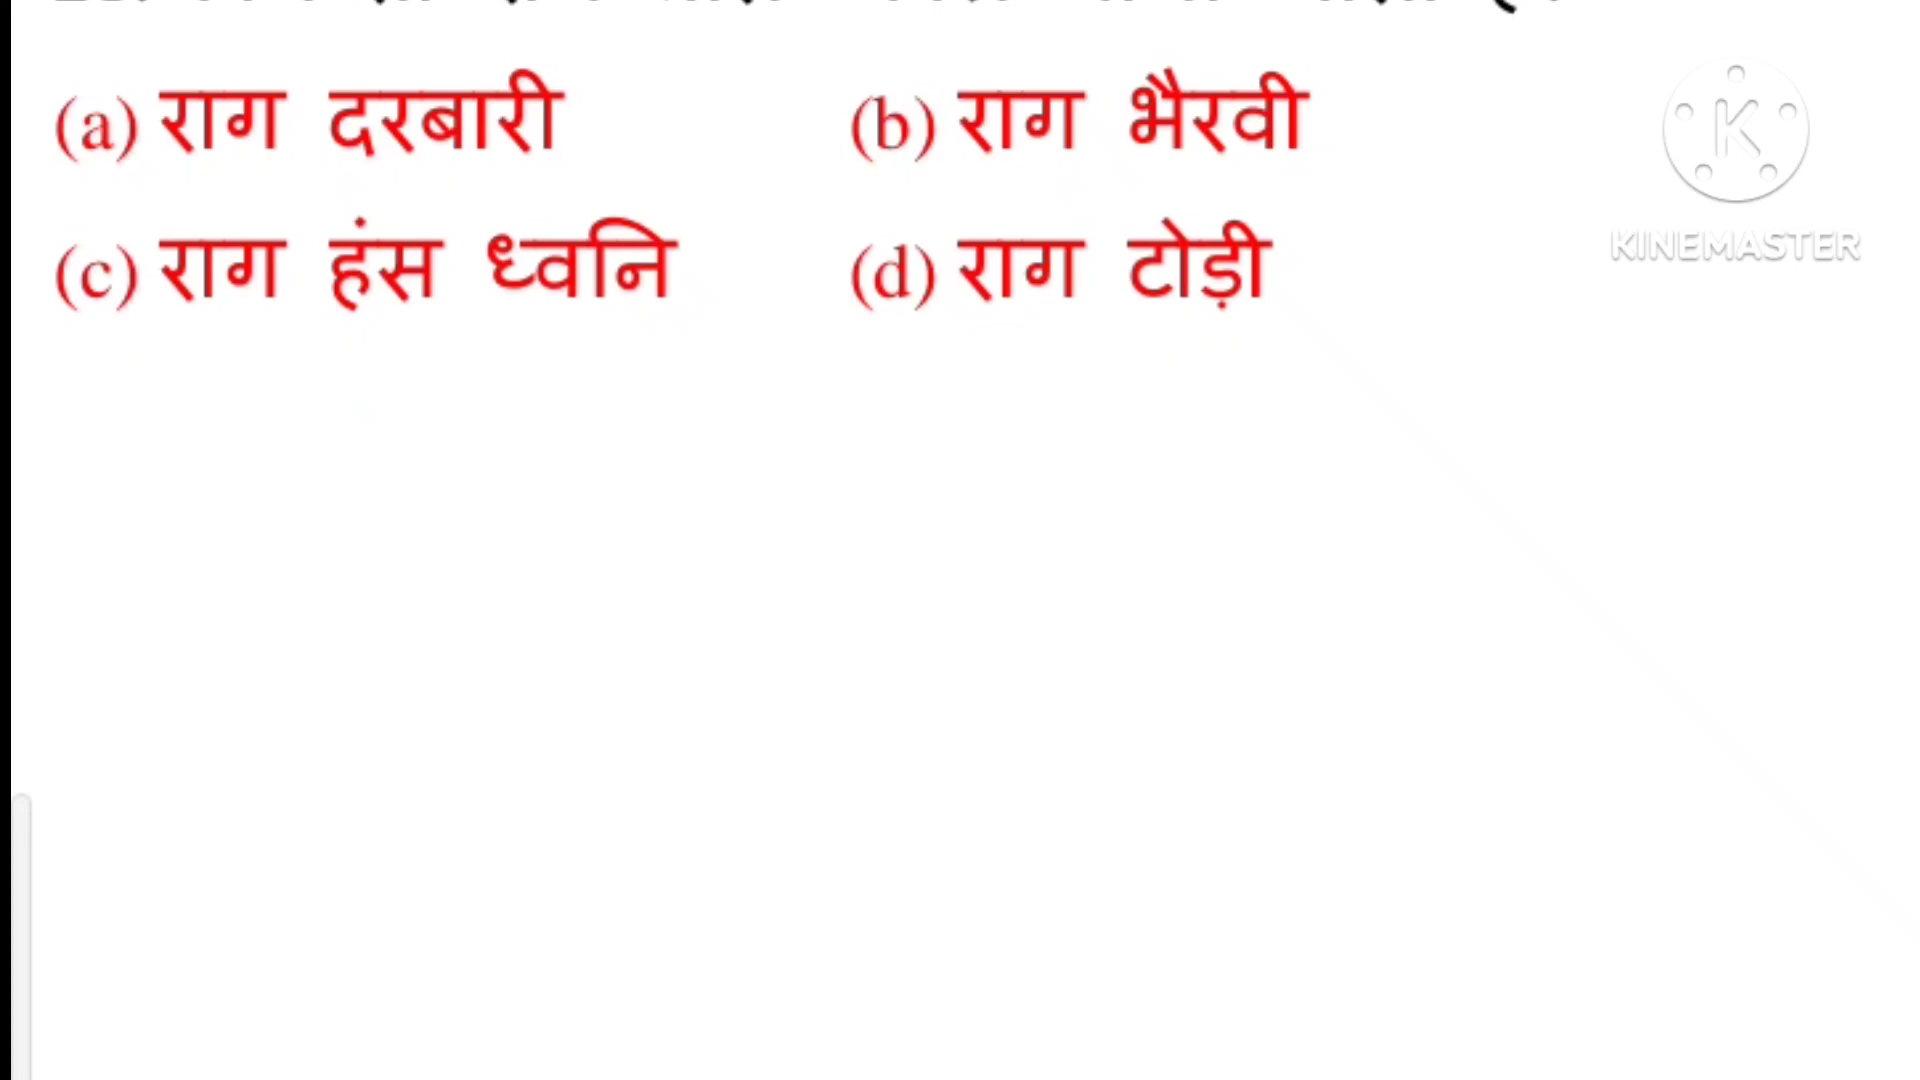 (a) राग दरबारी (b) राग भैरवी
(c) राग हंस ध्वनि (d) राग टोड़ी
K
KINEMASTER